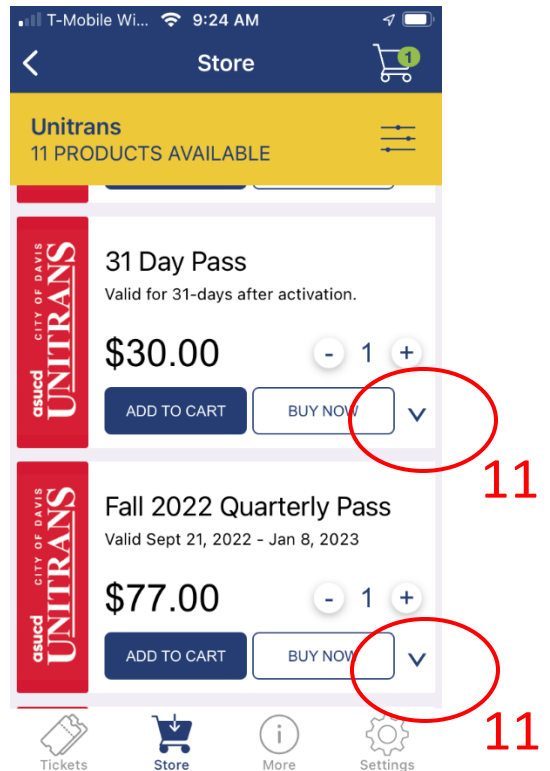 T-Mobile Wi... 9:24 AM
Store
1
Unitrans
11 PRODUCTS AVAILABLE
asucd
CITY OF DAVIS
UNITRANS
31 Day Pass
Valid for 31-days after activation.
$30.00
- 1 +
ADD TO CART
BUY NOW
11
asucd
CITY OF DAVIS
UNITRANS
Fall 2022 Quarterly Pass
Valid Sept 21, 2022 - Jan 8, 2023
$77.00
- 1 +
ADD TO CART
BUY NOW
11
Tickets
Store
More
Settings